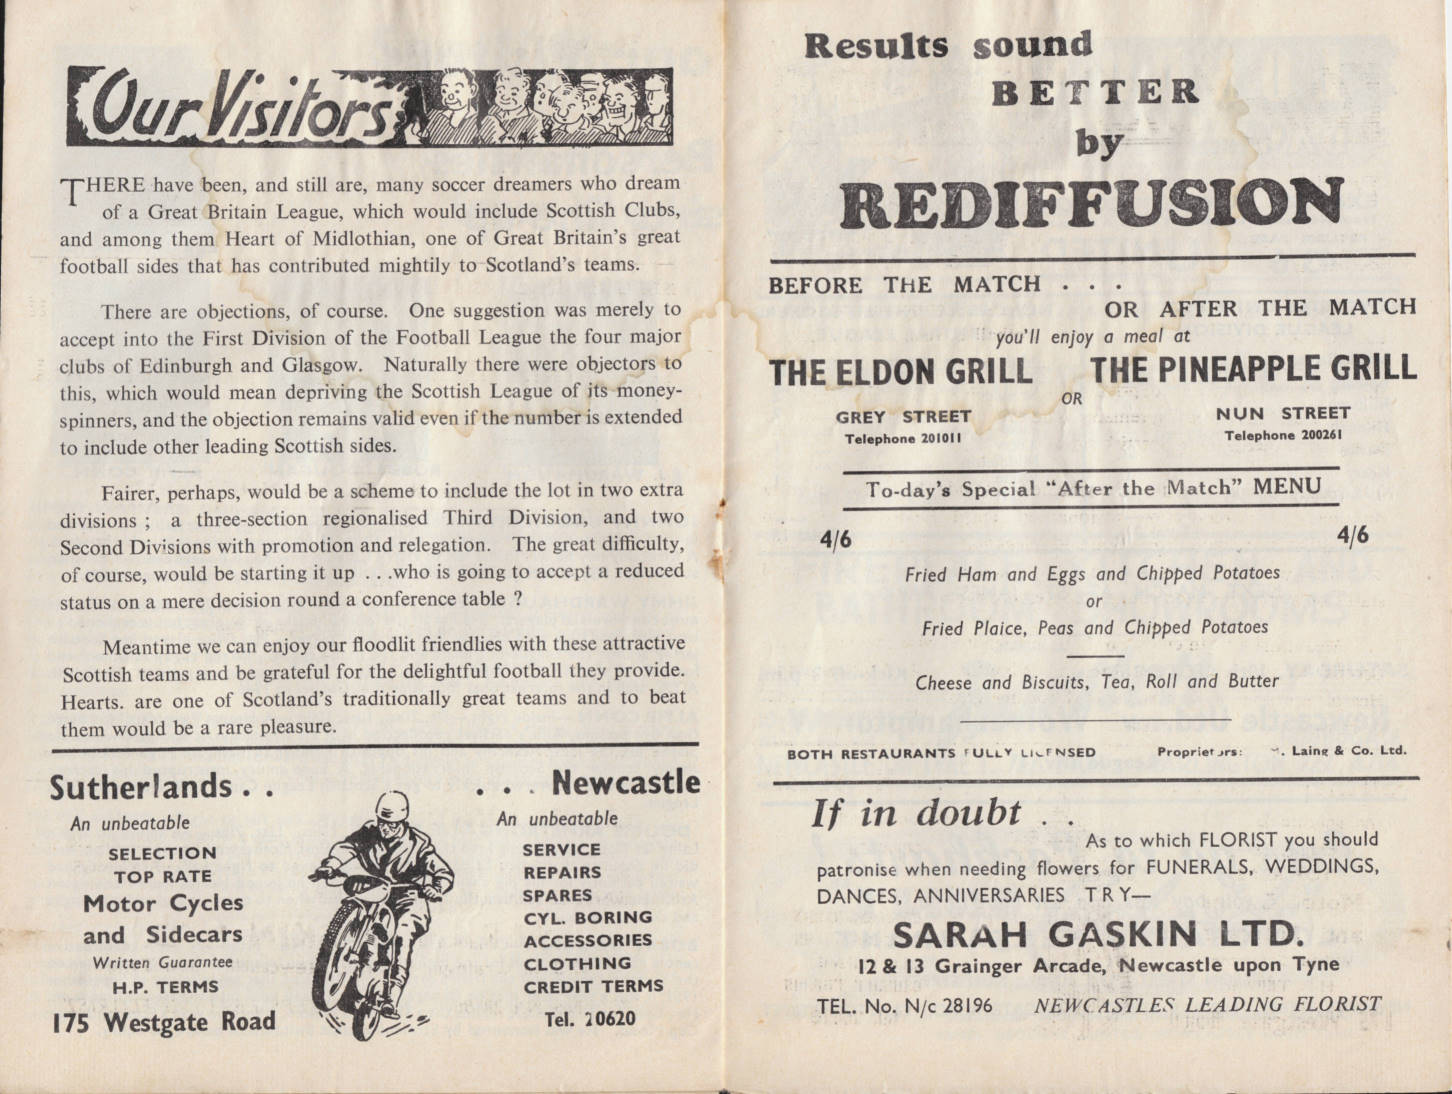 Our Visitors
THERE have been, and still are, many soccer dreamers who dream
of a Great Britain League, which would include Scottish Clubs,
and among them Heart of Midlothian, one of Great Britain's great
football sides that has contributed mightily to Scotland's teams.
There are objections, of course. One suggestion was merely to
accept into the First Division of the Football League the four major
clubs of Edinburgh and Glasgow. Naturally there were objectors to
this, which would mean depriving the Scottish League of its money-
spinners, and the objection remains valid even if the number is extended
to include other leading Scottish sides.
Fairer, perhaps, would be a scheme to include the lot in two extra
divisions ; a three-section regionalised Third Division, and two
Second Divisions with promotion and relegation. The great difficulty,
of course, would be starting it up . . .who is going to accept a reduced
status on a mere decision round a conference table ?
Meantime we can enjoy our floodlit friendlies with these attractive
Scottish teams and be grateful for the delightful football they provide.
Hearts. are one of Scotland's traditionally great teams and to beat
them would be a rare pleasure.
Sutherlands . .
An unbeatable
SELECTION
TOP RATE
Motor Cycles
and Sidecars
Written Guarantee
H.P. TERMS
175 Westgate Road
. . . Newcastle
An unbeatable
SERVICE
REPAIRS
SPARES
CYL. BORING
ACCESSORIES
CLOTHING
CREDIT TERMS
Tel. 20620
Results sound
BETTER
by
REDIFFUSION
BEFORE THE MATCH . . .
OR AFTER THE MATCH
you'll enjoy a meal at
THE ELDON GRILL
OR
THE PINEAPPLE GRILL
GREY STREET
Telephone 201011
NUN STREET
Telephone 200261
To-day's Special "After the Match" MENU
4/6 4/6
Fried Ham and Eggs and Chipped Potatoes
or
Fried Plaice, Peas and Chipped Potatoes
Cheese and Biscuits, Tea, Roll and Butter
BOTH RESTAURANTS FULLY LICENSED Proprietors: . Laing & Co. Ltd.
If in doubt . .
As to which FLORIST you should
patronise when needing flowers for FUNERALS, WEDDINGS,
DANCES, ANNIVERSARIES TRY—
SARAH GASKIN LTD.
12 & 13 Grainger Arcade, Newcastle upon Tyne
TEL. No. N/c 28196 NEWCASTLES LEADING FLORIST